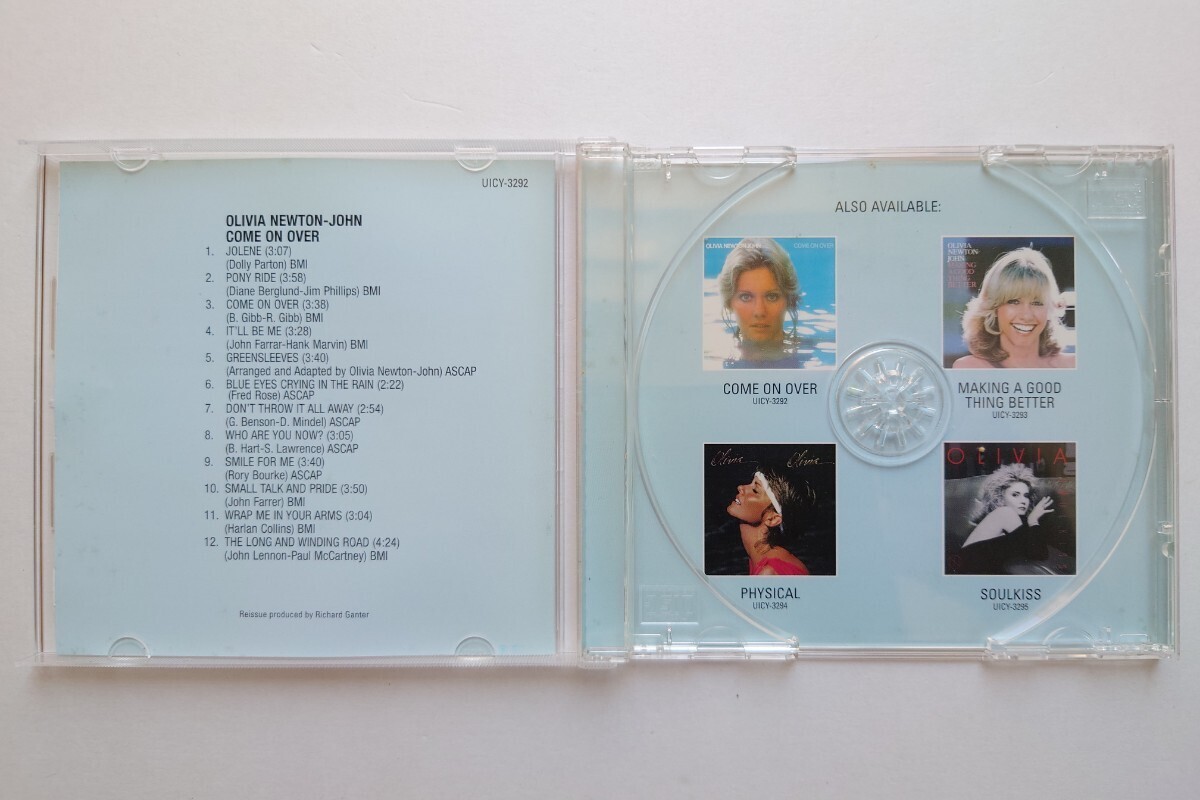 UICY-3292
OLIVIA NEWTON-JOHN
COME ON OVER
1. JOLENE (3:07)
(Dolly Parton) BMI
2. PONY RIDE (3:58)
(Diane Berglund-Jim Phillips) BMI
3. COME ON OVER (3:38)
(B. Gibb-R. Gibb) BMI
4. IT'LL BE ME (3:28)
(John Farrar-Hank Marvin) BMI
5. GREENSLEEVES (3:40)
(Arranged and Adapted by Olivia Newton-John) ASCAP
6. BLUE EYES CRYING IN THE RAIN (2:22)
(Fred Rose) ASCAP
7. DON'T THROW IT ALL AWAY (2:54)
(G. Benson-D. Mindel) ASCAP
8. WHO ARE YOU NOW? (3:05)
(B. Hart-S. Lawrence) ASCAP
9. SMILE FOR ME (3:40)
(Rory Bourke) ASCAP
10. SMALL TALK AND PRIDE (3:50)
(John Farrer) BMI
11. WRAP ME IN YOUR ARMS (3:04)
(Harlan Collins) BMI
12. THE LONG AND WINDING ROAD (4:24)
(John Lennon-Paul McCartney) BMI
Reissue produced by Richard Ganter
ALSO AVAILABLE:
OLIVIA NEWTON-JOHN COME ON OVER
COME ON OVER
UICY-3292
OLIVIA
NEWTON-
JOHN
MAKING
A GOOD
THING
BETTER
MAKING A GOOD
THING BETTER
UICY-3293
Olivia Olivia
PHYSICAL
UICY-3294
OLIVIA
SOULKISS
UICY-3295